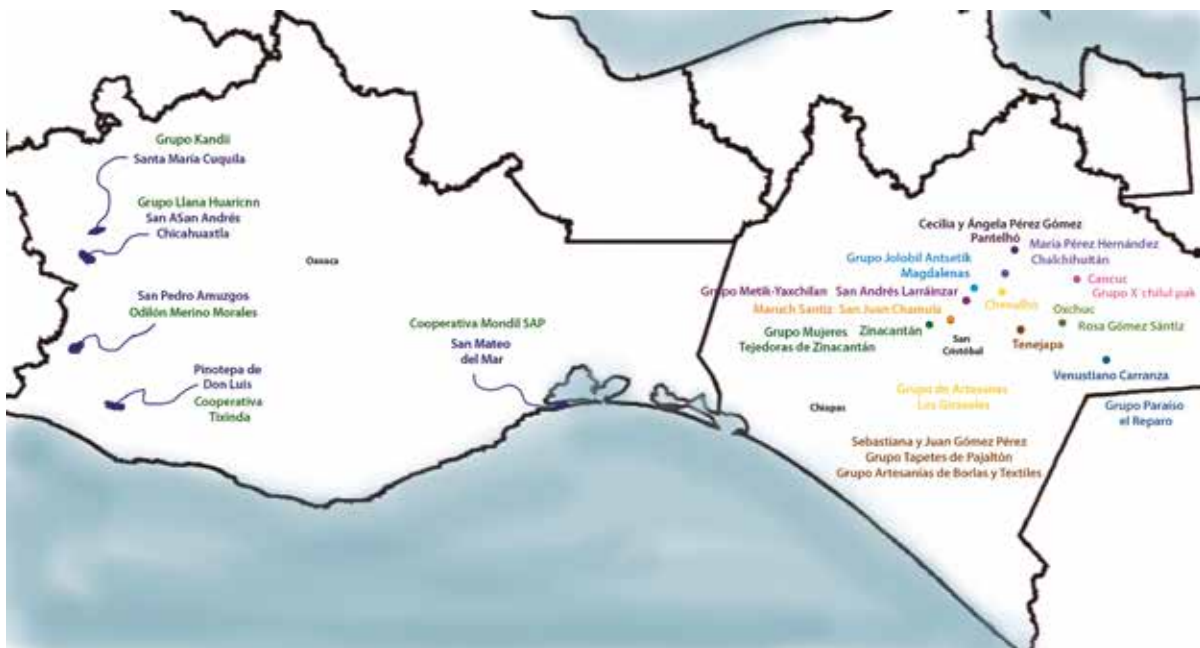 Grupo Kandii
Santa María Cuquila
Grupo Llana Huaricnn
San ASan Andrés
Chicahuaxtla
Oaxaca
San Pedro Amuzgos
Odilón Merino Morales
Pinotepa de
Don Luis
Cooperativa
Tixinda
Cooperativa Mondil SAP
San Mateo
del Mar
Cecilia y Ángela Pérez Gómez
Pantelhó
María Pérez Hernández
Chalchihuitán
Grupo Jolobil Antsetik
Magdalenas
Cancuc
Grupo X´chilul pak
Grupo Metik-Yaxchilan
San Andrés Larráinzar
Chenalho
Maruch Santiz
San Juan Chamula
Oxichuc
Rosa Gómez Sántiz
Grupo Mujeres
Tejedoras de Zinacantán
Zinacantán
San
Cristóbal
Tenejapa
Venustiano Carranza
Grupo de Artesanas
Los Girasoles
Chiapas
Grupo Paraíso
el Reparo
Sebastiana y Juan Gómez Pérez
Grupo Tapetes de Pajaltón
Grupo Artesanías de Borlas y Textiles